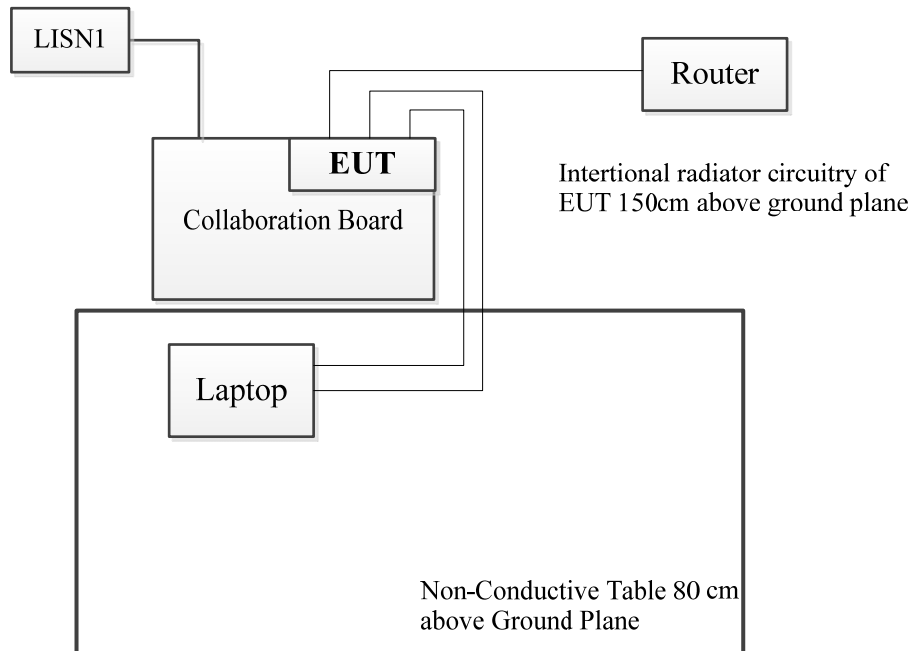 LISN1
Router
EUT
Collaboration Board
Intertional radiator circuitry of
EUT 150cm above ground plane
Laptop
Non-Conductive Table 80 cm
above Ground Plane